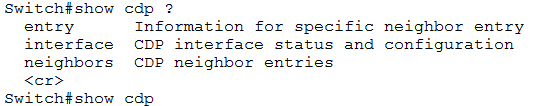 Switch#show cdp ?
  entry      Information for specific neighbor entry
  interface  CDP interface status and configuration
  neighbors  CDP neighbor entries
  <cr>
Switch#show cdp